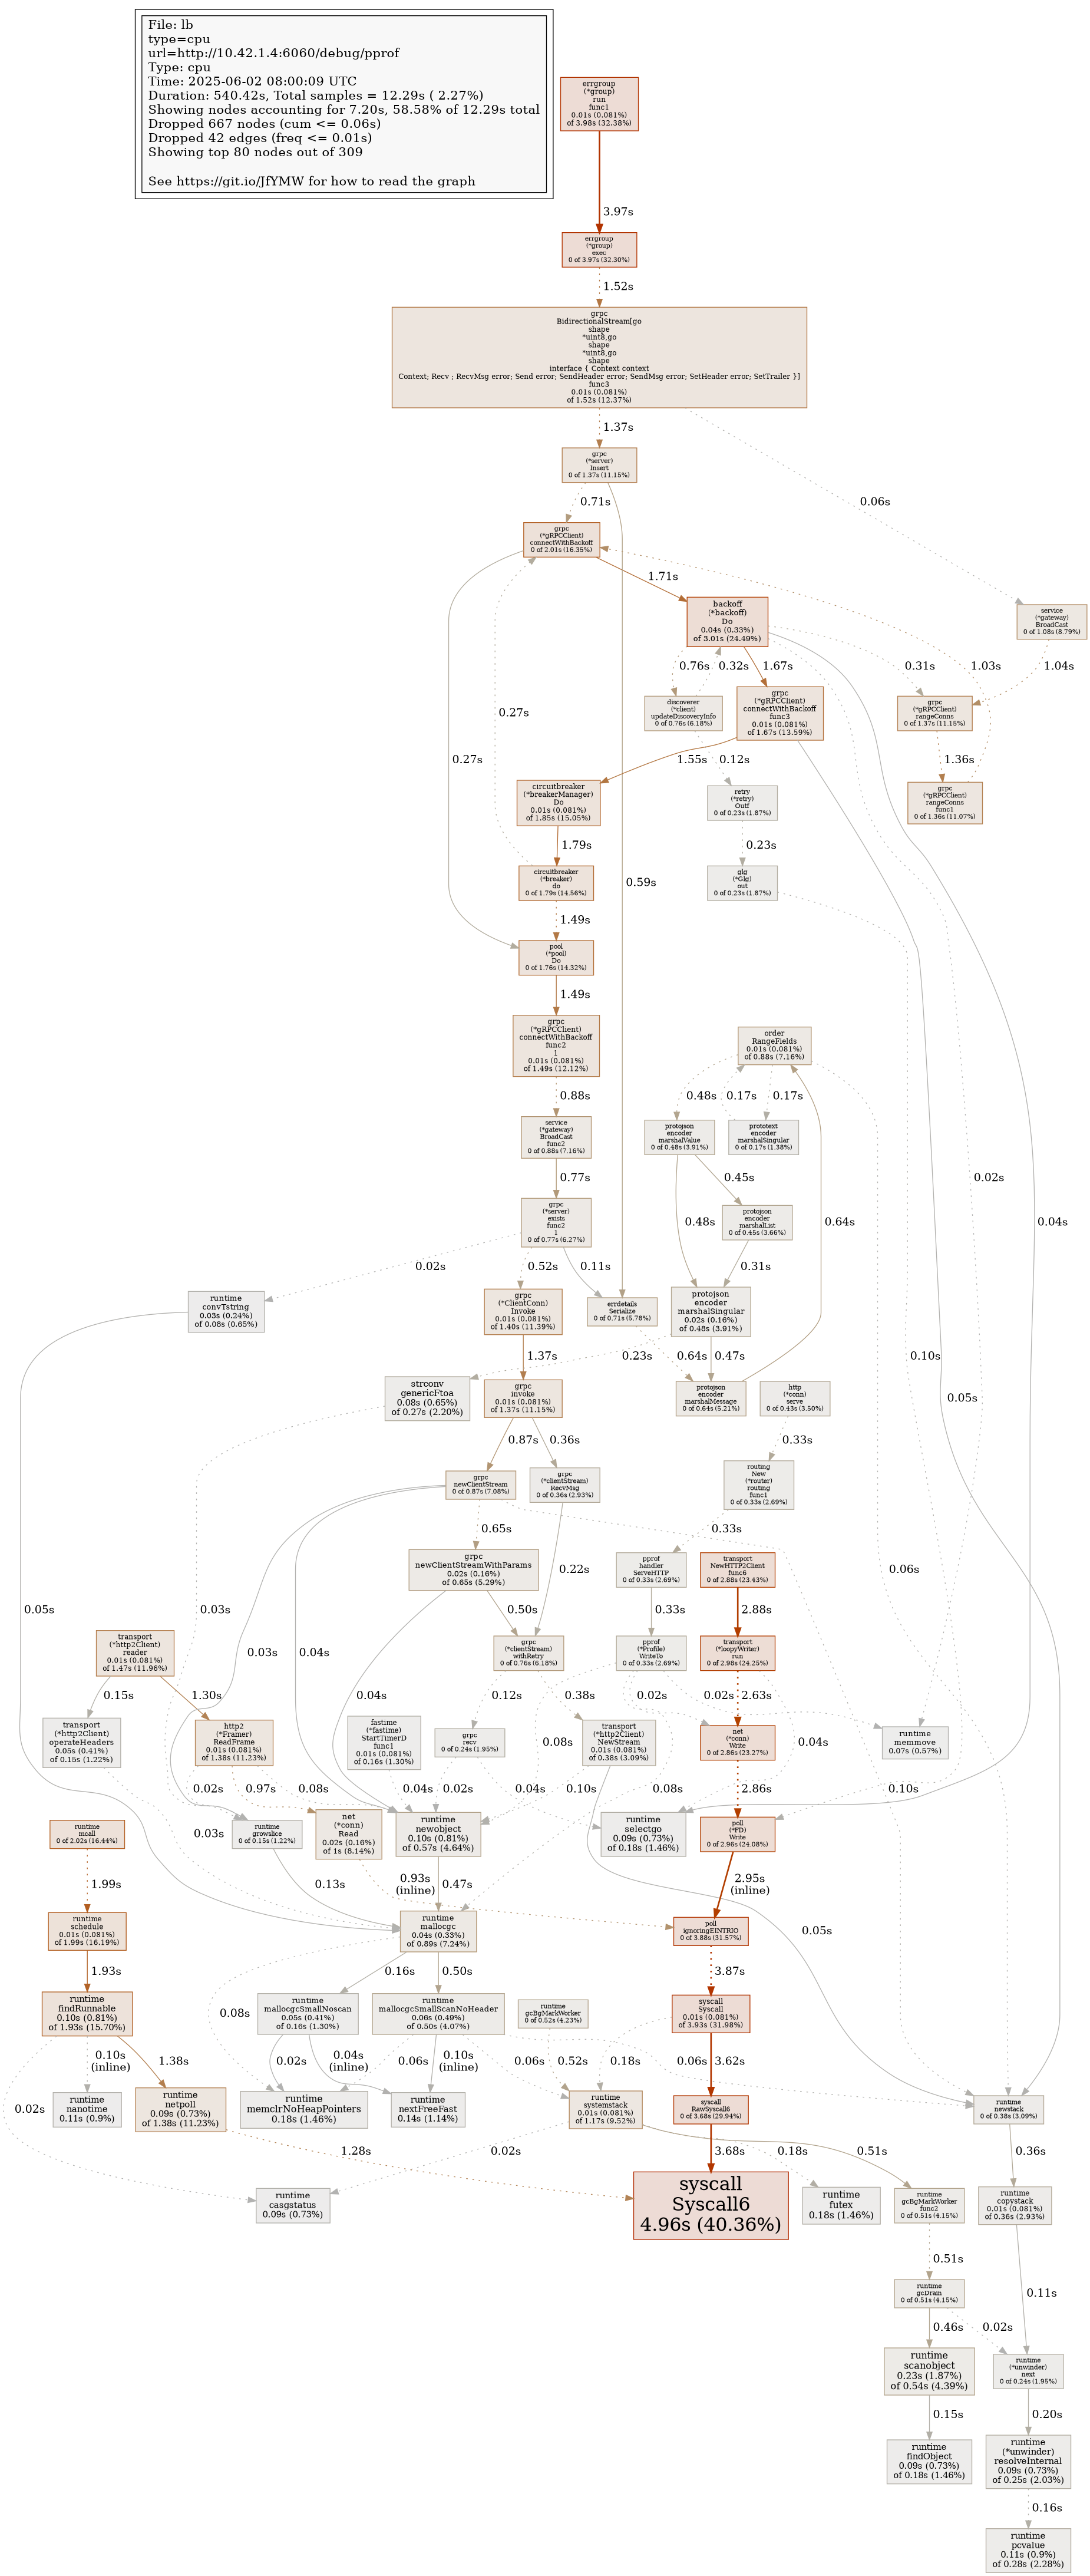 File: lb
type=cpu
url=http://10.42.1.4:6060/debug/pprof
Type: cpu
Time: 2025-06-02 08:00:09 UTC
Duration: 540.42s, Total samples = 12.29s ( 2.27%)
Showing nodes accounting for 7.20s, 58.58% of 12.29s total
Dropped 667 nodes (cum <= 0.06s)
Dropped 42 edges (freq <= 0.01s)
Showing top 80 nodes out of 309
See https://git.io/JfYMW for how to read the graph
errgroup
(*group)
run
func1
0.01s (0.081%)
of 3.98s (32.38%)
3.97s
errgroup
(*group)
exec
0 of 3.97s (32.30%)
1.52s
grpc
BidirectionalStream[go
shape
*uint8,go
shape
*uint8,go
shape
interface { Context context
Context; Recv ; RecvMsg error; Send error; SendHeader error; SendMsg error; SetHeader error; SetTrailer }]
func3
0.01s (0.081%)
of 1.52s (12.37%)
1.37s
0.06s
grpc
(*server)
Insert
0 of 1.37s (11.15%)
0.71s
0.59s
grpc
(*gRPCClient)
connectWithBackoff
0 of 2.01s (16.35%)
1.71s
0.27s
backoff
(*backoff)
Do
0.04s (0.33%)
of 3.01s (24.49%)
0.76s
0.32s
1.67s
0.31s
service
(*gateway)
BroadCast
0 of 1.08s (8.79%)
1.03s
1.04s
discoverer
(*client)
updateDiscoveryInfo
0 of 0.76s (6.18%)
0.12s
grpc
(*gRPCClient)
connectWithBackoff
func3
0.01s (0.081%)
of 1.67s (13.59%)
1.55s
grpc
(*gRPCClient)
rangeConns
0 of 1.37s (11.15%)
1.36s
grpc
(*gRPCClient)
rangeConns
func1
0 of 1.36s (11.07%)
0.27s
circuitbreaker
(*breakerManager)
Do
0.01s (0.081%)
of 1.85s (15.05%)
1.79s
retry
(*retry)
Outf
0 of 0.23s (1.87%)
0.23s
circuitbreaker
(*breaker)
do
0 of 1.79s (14.56%)
1.49s
glg
(*Glg)
out
0 of 0.23s (1.87%)
pool
(*pool)
Do
0 of 1.76s (14.32%)
1.49s
grpc
(*gRPCClient)
connectWithBackoff
func2
1
0.01s (0.081%)
of 1.49s (12.12%)
0.88s
order
RangeFields
0.01s (0.081%)
of 0.88s (7.16%)
0.48s
0.17s
0.17s
service
(*gateway)
BroadCast
func2
0 of 0.88s (7.16%)
0.77s
protojson
encoder
marshalValue
0 of 0.48s (3.91%)
0.45s
0.48s
prototext
encoder
marshalSingular
0 of 0.17s (1.38%)
0.02s
grpc
(*server)
exists
func2
1
0 of 0.77s (6.27%)
0.02s
0.52s
0.11s
protojson
encoder
marshalList
0 of 0.45s (3.66%)
0.31s
0.64s
0.04s
runtime
convTstring
0.03s (0.24%)
of 0.08s (0.65%)
grpc
(*ClientConn)
Invoke
0.01s (0.081%)
of 1.40s (11.39%)
1.37s
errdetails
Serialize
0 of 0.71s (5.78%)
0.64s
protojson
encoder
marshalSingular
0.02s (0.16%)
of 0.48s (3.91%)
0.23s
0.47s
0.10s
strconv
genericFtoa
0.08s (0.65%)
of 0.27s (2.20%)
grpc
invoke
0.01s (0.081%)
of 1.37s (11.15%)
0.87s
0.36s
protojson
encoder
marshalMessage
0 of 0.64s (5.21%)
http
(*conn)
serve
0 of 0.43s (3.50%)
0.33s
0.05s
grpc
newClientStream
0 of 0.87s (7.08%)
0.65s
grpc
(*clientStream)
RecvMsg
0 of 0.36s (2.93%)
0.22s
routing
New
(*router)
routing
func1
0 of 0.33s (2.69%)
0.33s
grpc
newClientStreamWithParams
0.02s (0.16%)
of 0.65s (5.29%)
0.50s
pprof
handler
ServeHTTP
0 of 0.33s (2.69%)
0.33s
transport
NewHTTP2Client
func6
0 of 2.88s (23.43%)
2.88s
0.06s
0.05s
0.03s
transport
(*http2Client)
reader
0.01s (0.081%)
of 1.47s (11.96%)
0.15s
1.30s
0.03s
0.04s
grpc
(*clientStream)
withRetry
0 of 0.76s (6.18%)
0.12s
0.38s
pprof
(*Profile)
WriteTo
0 of 0.33s (2.69%)
0.02s
0.02s
transport
(*loopyWriter)
run
0 of 2.98s (24.25%)
2.63s
0.04s
transport
(*http2Client)
operateHeaders
0.05s (0.41%)
of 0.15s (1.22%)
http2
(*Framer)
ReadFrame
0.01s (0.081%)
of 1.38s (11.23%)
0.02s
0.97s
0.08s
fastime
(*fastime)
StartTimerD
func1
0.01s (0.081%)
of 0.16s (1.30%)
0.04s
0.04s
grpc
recv
0 of 0.24s (1.95%)
0.02s
0.04s
0.08s
transport
(*http2Client)
NewStream
0.01s (0.081%)
of 0.38s (3.09%)
0.10s
0.08s
net
(*conn)
Write
0 of 2.86s (23.27%)
2.86s
runtime
memmove
0.07s (0.57%)
0.10s
runtime
mcall
0 of 2.02s (16.44%)
1.99s
0.03s
runtime
growslice
0 of 0.15s (1.22%)
0.13s
net
(*conn)
Read
0.02s (0.16%)
of 1s (8.14%)
0.93s
(inline)
runtime
newobject
0.10s (0.81%)
of 0.57s (4.64%)
0.47s
runtime
selectgo
0.09s (0.73%)
of 0.18s (1.46%)
poll
(*FD)
Write
0 of 2.96s (24.08%)
2.95s
(inline)
runtime
schedule
0.01s (0.081%)
of 1.99s (16.19%)
1.93s
runtime
mallocgc
0.04s (0.33%)
of 0.89s (7.24%)
0.16s
0.50s
0.08s
poll
ignoringEINTRIO
0 of 3.88s (31.57%)
3.87s
0.05s
runtime
findRunnable
0.10s (0.81%)
of 1.93s (15.70%)
0.10s
(inline)
1.38s
0.02s
runtime
mallocgcSmallNoscan
0.05s (0.41%)
of 0.16s (1.30%)
0.02s
0.04s
(inline)
runtime
mallocgcSmallScanNoHeader
0.06s (0.49%)
of 0.50s (4.07%)
0.06s
0.10s
(inline)
0.06s
0.06s
runtime
gcBgMarkWorker
0 of 0.52s (4.23%)
0.52s
syscall
Syscall
0.01s (0.081%)
of 3.93s (31.98%)
0.18s
3.62s
runtime
nanotime
0.11s (0.9%)
runtime
netpoll
0.09s (0.73%)
of 1.38s (11.23%)
1.28s
runtime
memclrNoHeapPointers
0.18s (1.46%)
runtime
nextFreeFast
0.14s (1.14%)
runtime
systemstack
0.01s (0.081%)
of 1.17s (9.52%)
0.02s
0.18s
0.51s
syscall
RawSyscall6
0 of 3.68s (29.94%)
3.68s
runtime
newstack
0 of 0.38s (3.09%)
0.36s
runtime
casgstatus
0.09s (0.73%)
syscall
Syscall6
4.96s (40.36%)
runtime
futex
0.18s (1.46%)
runtime
gcBgMarkWorker
func2
0 of 0.51s (4.15%)
0.51s
runtime
copystack
0.01s (0.081%)
of 0.36s (2.93%)
0.11s
runtime
gcDrain
0 of 0.51s (4.15%)
0.46s
0.02s
runtime
scanobject
0.23s (1.87%)
of 0.54s (4.39%)
0.15s
runtime
(*unwinder)
next
0 of 0.24s (1.95%)
0.20s
runtime
findObject
0.09s (0.73%)
of 0.18s (1.46%)
runtime
(*unwinder)
resolveInternal
0.09s (0.73%)
of 0.25s (2.03%)
0.16s
runtime
pcvalue
0.11s (0.9%)
of 0.28s (2.28%)